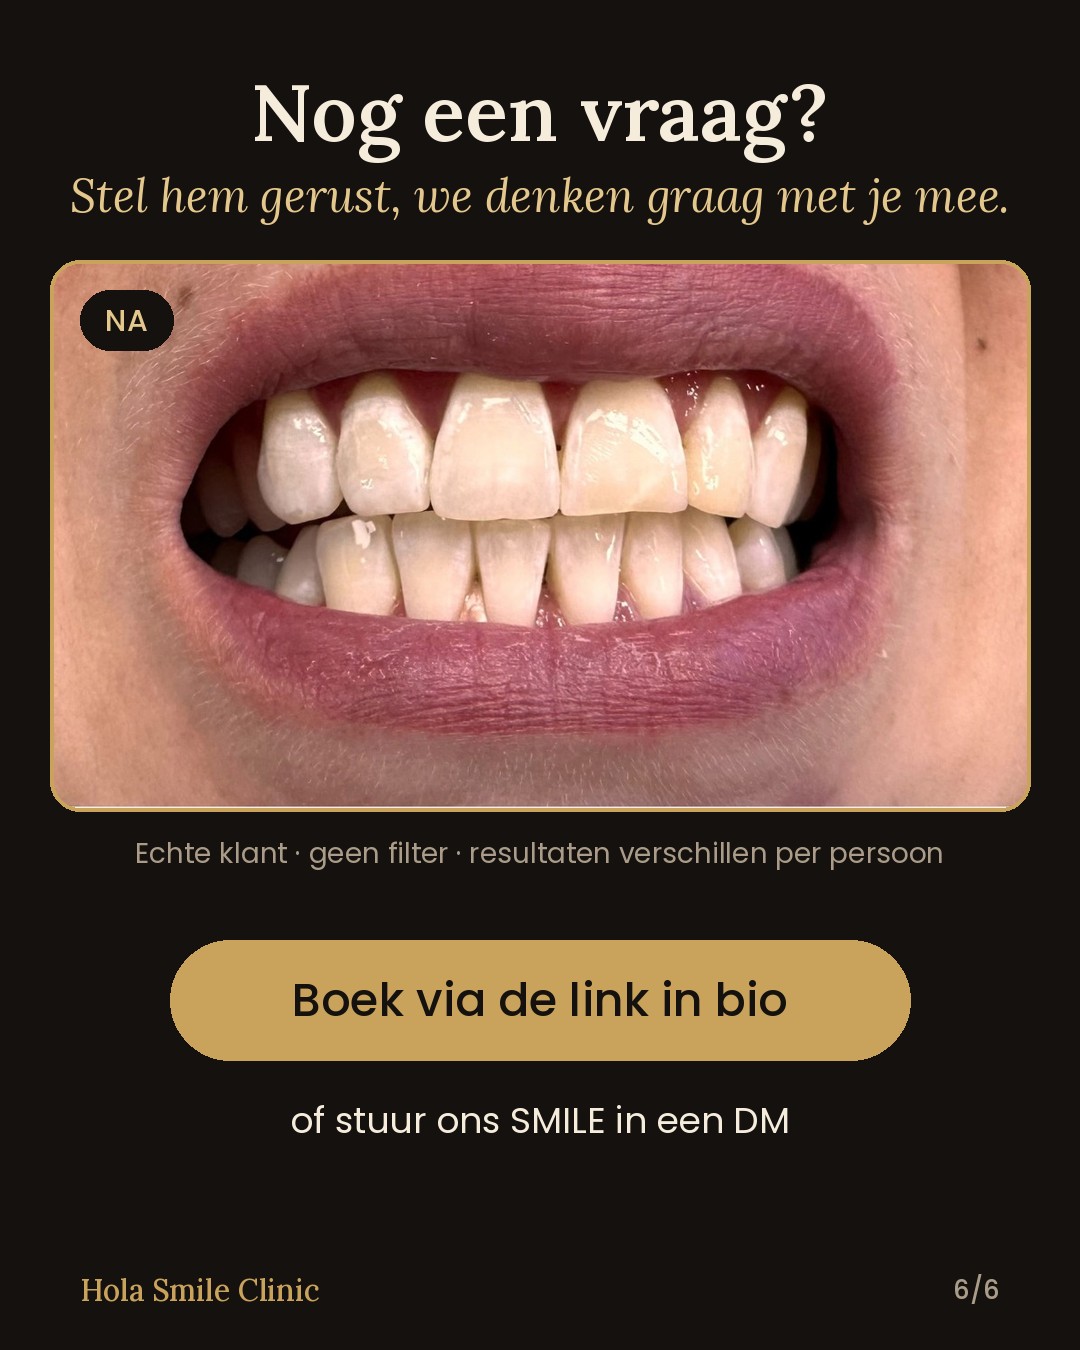 Nog een vraag?
Stel hem gerust, we denken graag met je mee.
NA
Echte klant · geen filter · resultaten verschillen per persoon
Boek via de link in bio
of stuur ons SMILE in een DM
Hola Smile Clinic
6/6